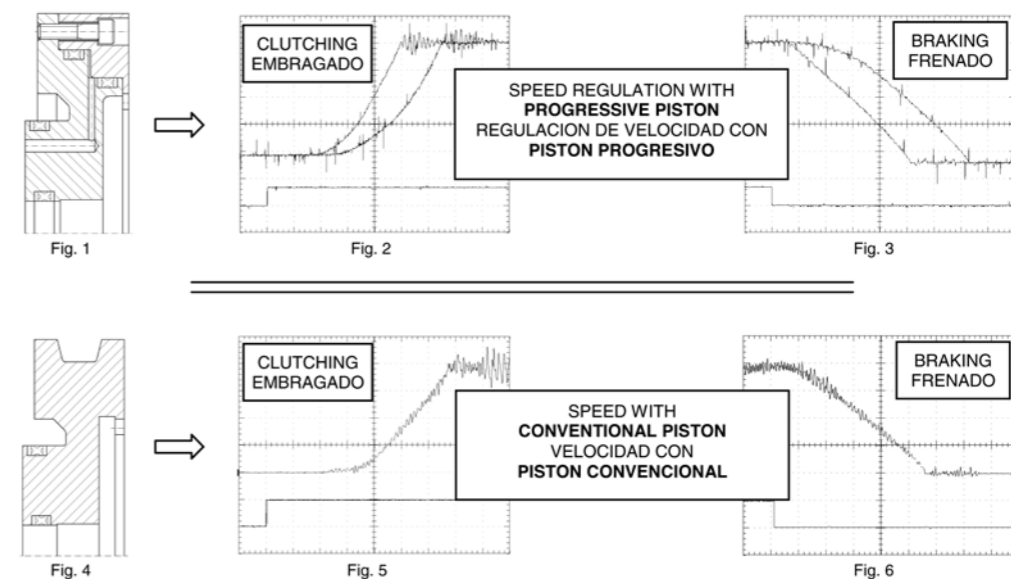 CLUTCHING
EMBRAGADO
BRAKING
FRENADO
SPEED REGULATION WITH
PROGRESSIVE PISTON
REGULACION DE VELOCIDAD CON
PISTON PROGRESIVO
Fig. 1
Fig. 2
Fig. 3
CLUTCHING
EMBRAGADO
BRAKING
FRENADO
SPEED WITH
CONVENTIONAL PISTON
VELOCIDAD CON
PISTON CONVENCIONAL
Fig. 4
Fig. 5
Fig. 6